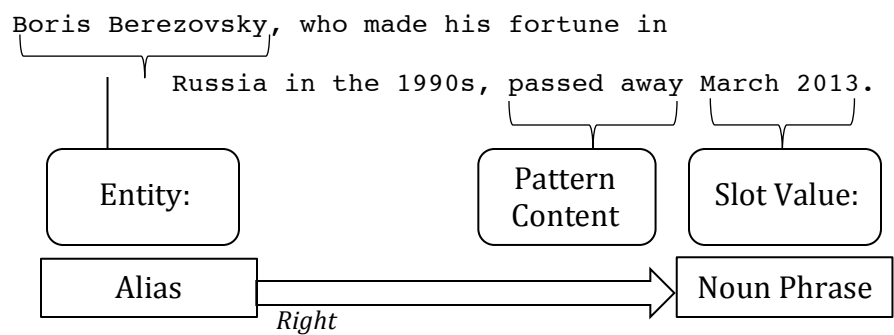 Boris Berezovsky, who made his fortune in
Russia in the 1990s, passed away March 2013.
Entity:
Pattern
Content
Slot Value:
Alias
Noun Phrase
Right